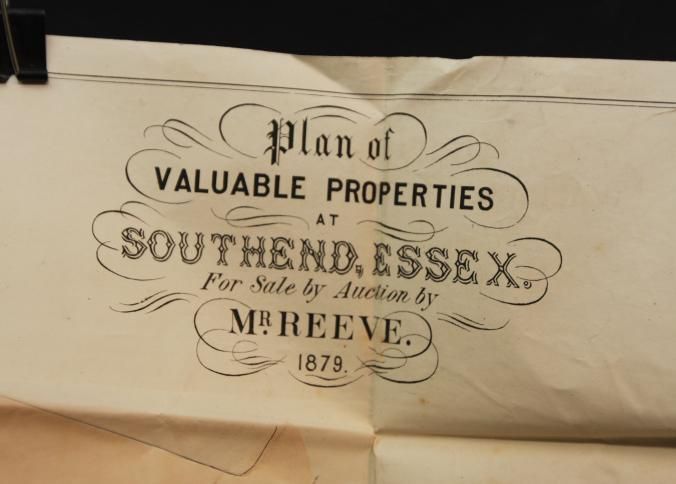 Plan of
VALUABLE PROPERTIES
AT
SOUTHEND, ESSEX.
For Sale by Auction by
MR. REEVE.
1879.